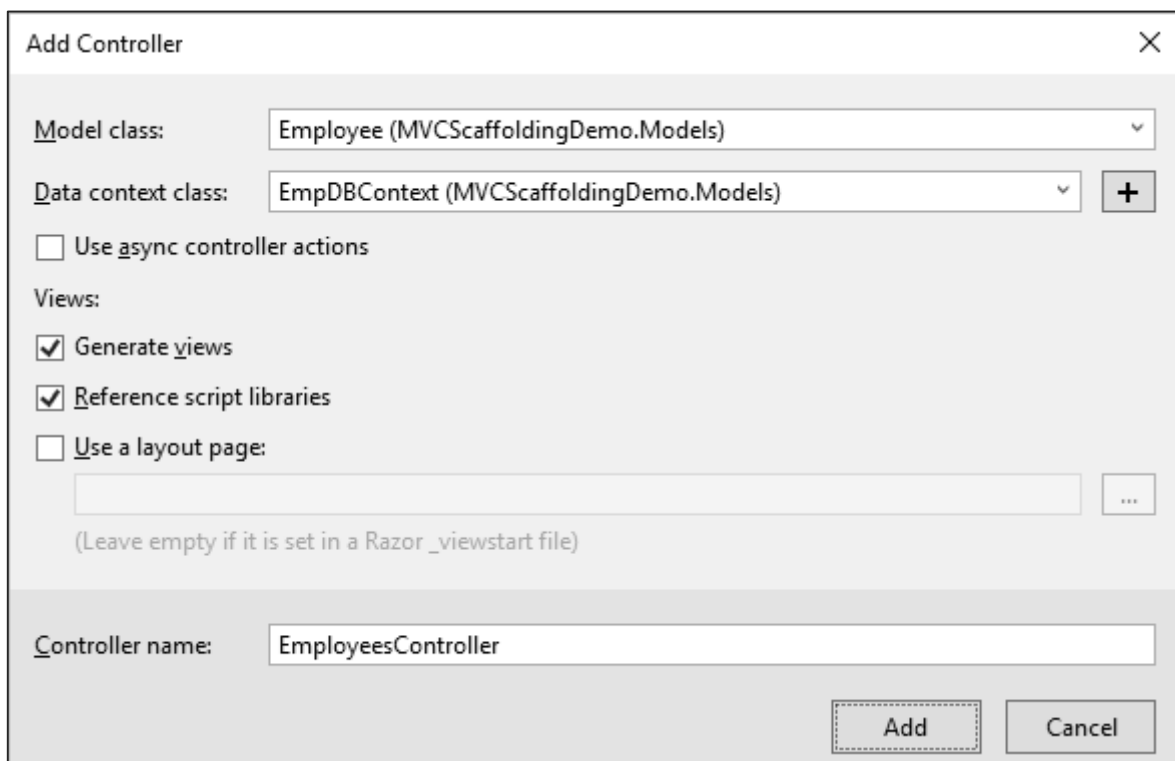 Add Controller
Model class: Employee (MVCScaffoldingDemo.Models)
Data context class: EmpDBContext (MVCScaffoldingDemo.Models) +
Use async controller actions
Views:
Generate views
Reference script libraries
Use a layout page:
...
(Leave empty if it is set in a Razor _viewstart file)
Controller name: EmployeesController
Add Cancel